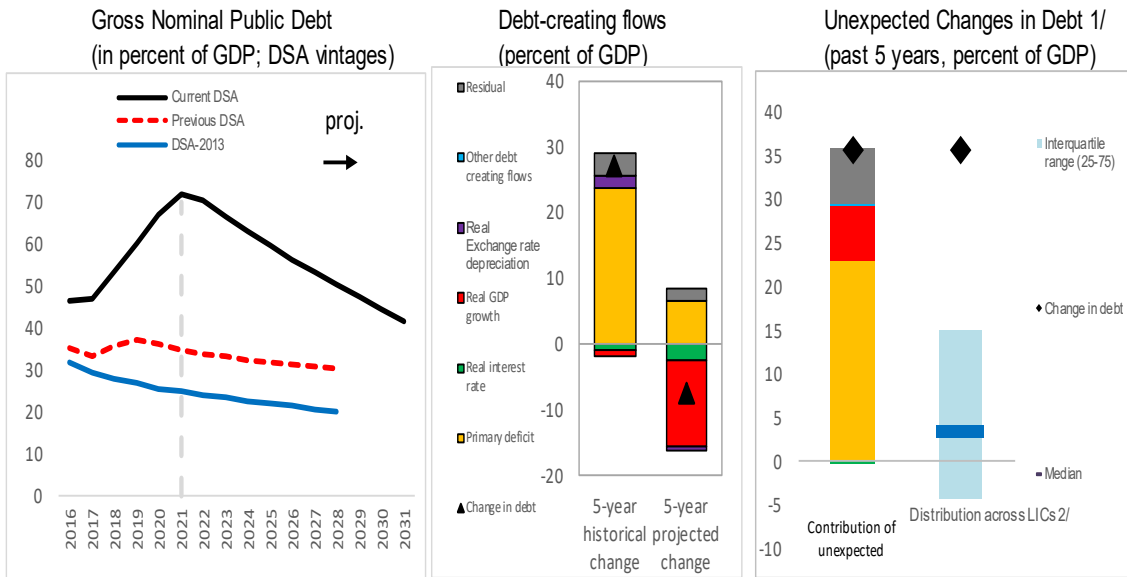 Gross Nominal Public Debt
(in percent of GDP; DSA vintages)
Current DSA
Previous DSA
DSA-2013
proj.
80
70
60
50
40
30
20
10
0
2016
2017
2018
2019
2020
2021
2022
2023
2024
2025
2026
2027
2028
2029
2030
2031
Debt-creating flows
(percent of GDP)
Residual
Other debt
creating flows
Real
Exchange rate
depreciation
Real GDP
growth
Real interest
rate
Primary deficit
Change in debt
40
30
20
10
0
-10
-20
5-year
historical
change
5-year
projected
change
Unexpected Changes in Debt 1/
(past 5 years, percent of GDP)
40
35
30
25
20
15
10
5
0
-5
-10
Interquartile
range (25-75)
Change in debt
Median
Contribution of
unexpected
Distribution across LICs 2/